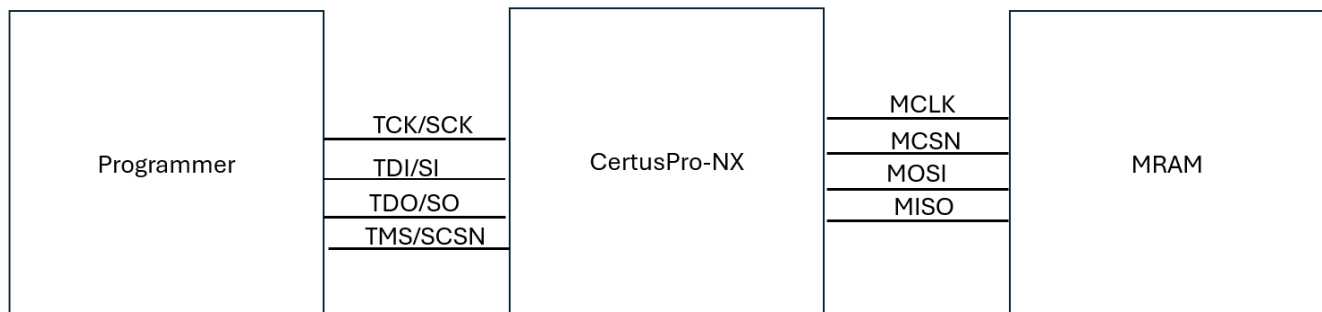 Programmer
TCK/SCK
TDI/SI
TDO/SO
TMS/SCSN
CertusPro-NX
MCLK
MCSN
MOSI
MISO
MRAM